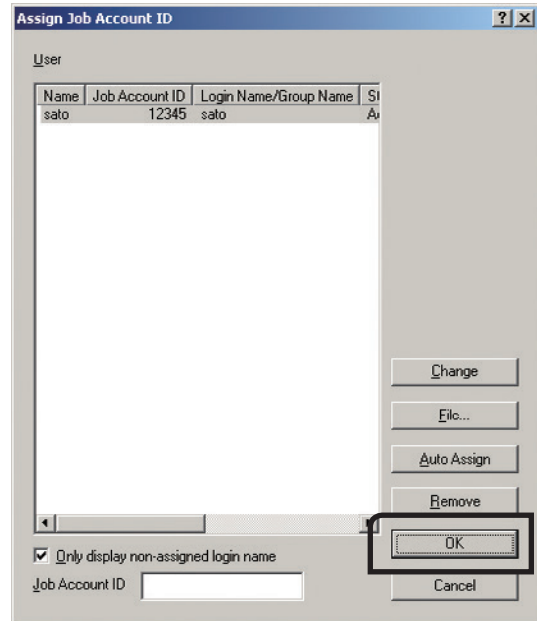 Assign Job Account ID
User
Name Job Account ID Login Name/Group Name St
sato 12345 sato A
Change
File...
Auto Assign
Remove
OK
Only display non-assigned login name
Job Account ID
Cancel